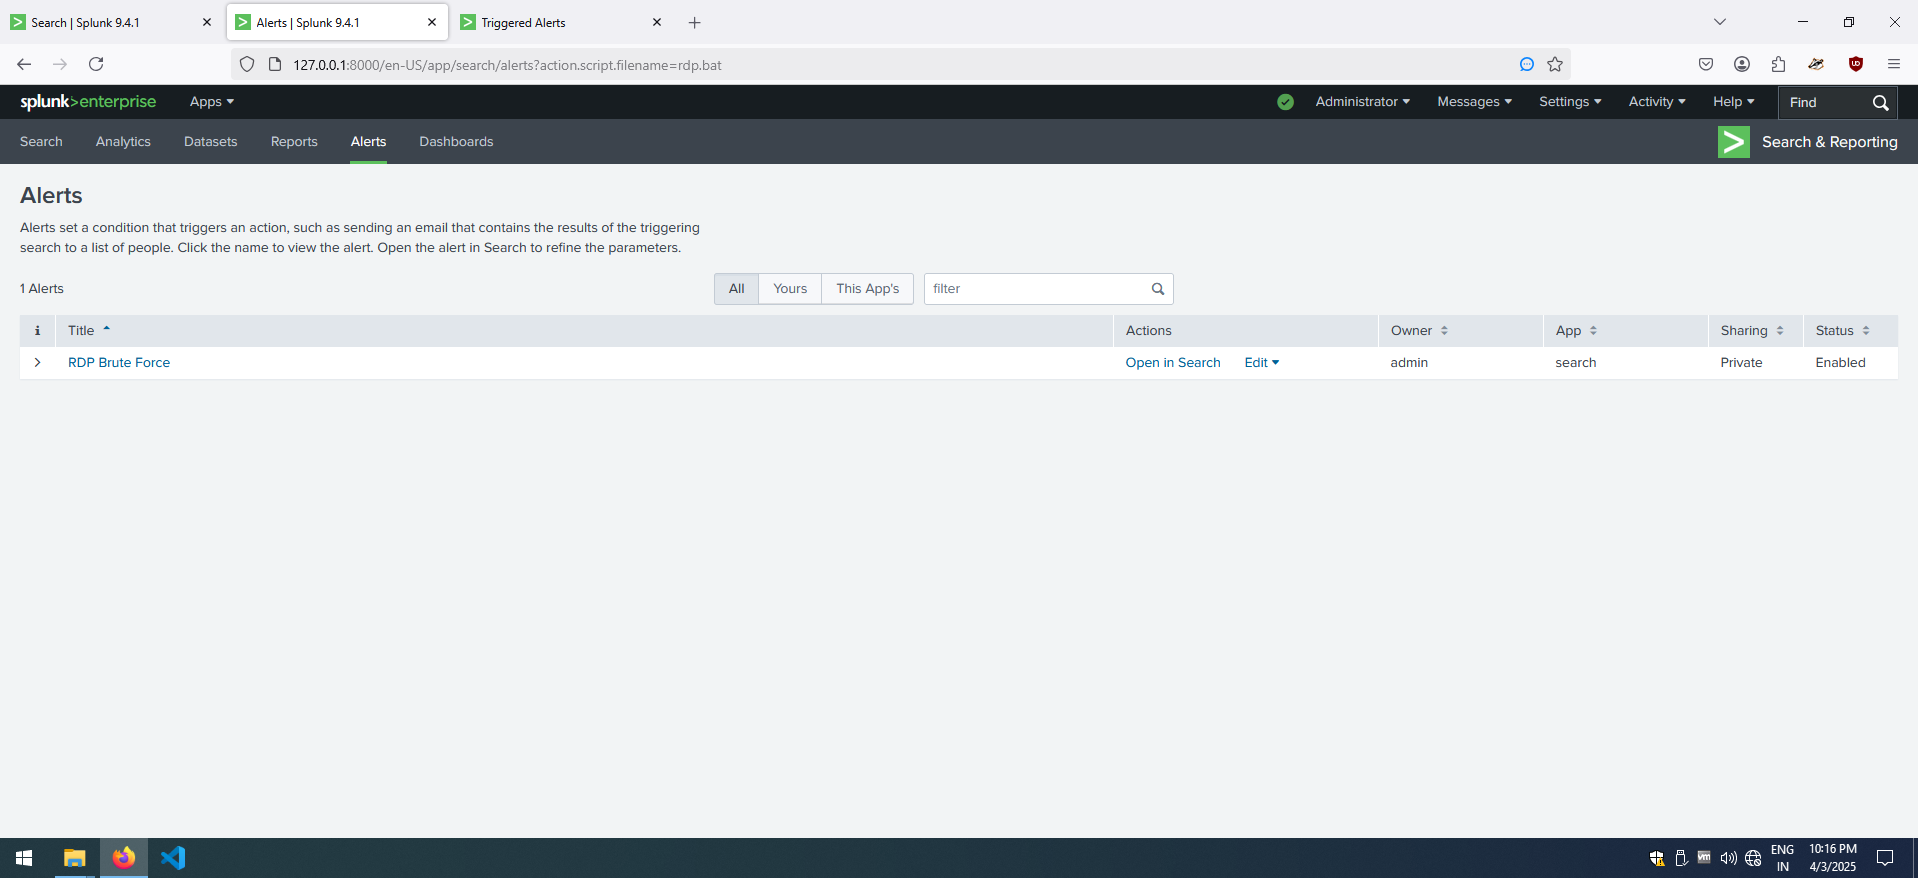 Search | Splunk 9.4.1
Alerts | Splunk 9.4.1
Triggered Alerts
127.0.0.1:8000/en-US/app/search/alerts?action.script.filename=rdp.bat
splunk>enterprise Apps
Administrator Messages Settings Activity Help Find
Search Analytics Datasets Reports Alerts Dashboards
Search & Reporting
Alerts
Alerts set a condition that triggers an action, such as sending an email that contains the results of the triggering
search to a list of people. Click the name to view the alert. Open the alert in Search to refine the parameters.
1 Alerts
All Yours This App's filter
i Title Actions Owner App Sharing Status
RDP Brute Force Open in Search Edit admin search Private Enabled
ENG
IN
10:16 PM
4/3/2025